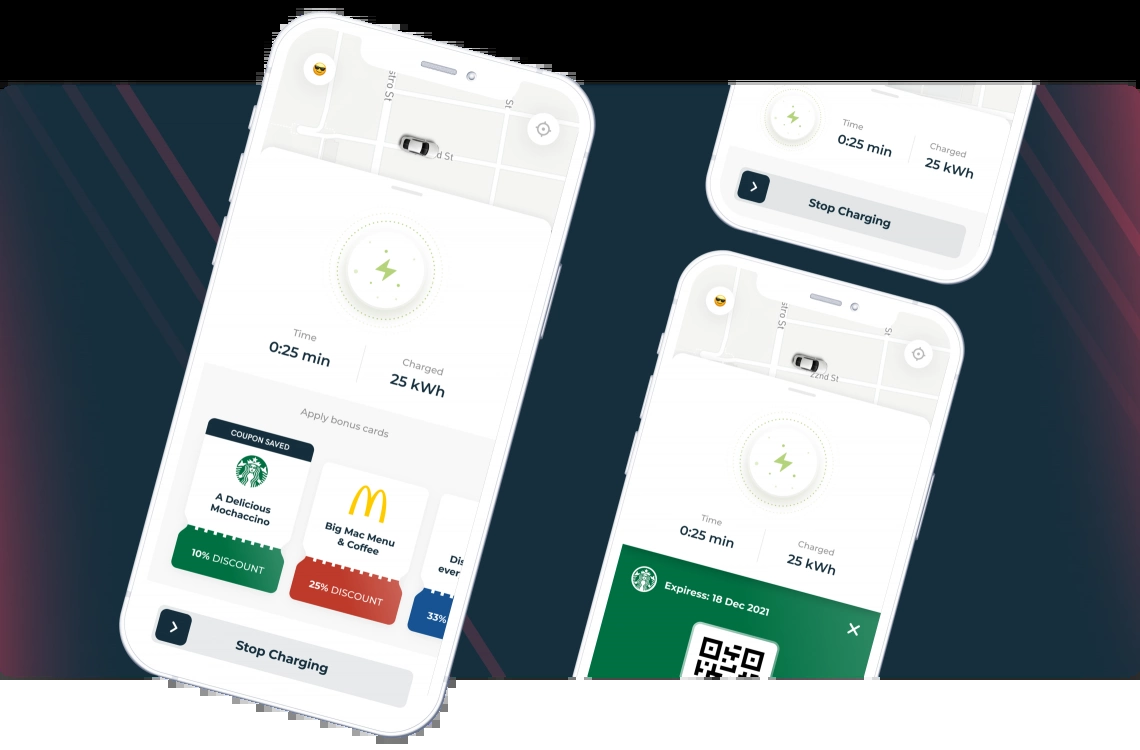 stro St
St
d St
Time
0:25 min
Charged
25 kWh
Apply bonus cards
COUPON SAVED
A Delicious
Mochaccino
10% DISCOUNT
Big Mac Menu
& Coffee
25% DISCOUNT
Dis
ever
33%
Stop Charging
Time
0:25 min
Charged
25 kWh
Stop Charging
stro St
St
22nd St
Time
0:25 min
Charged
25 kWh
Expiress: 18 Dec 2021